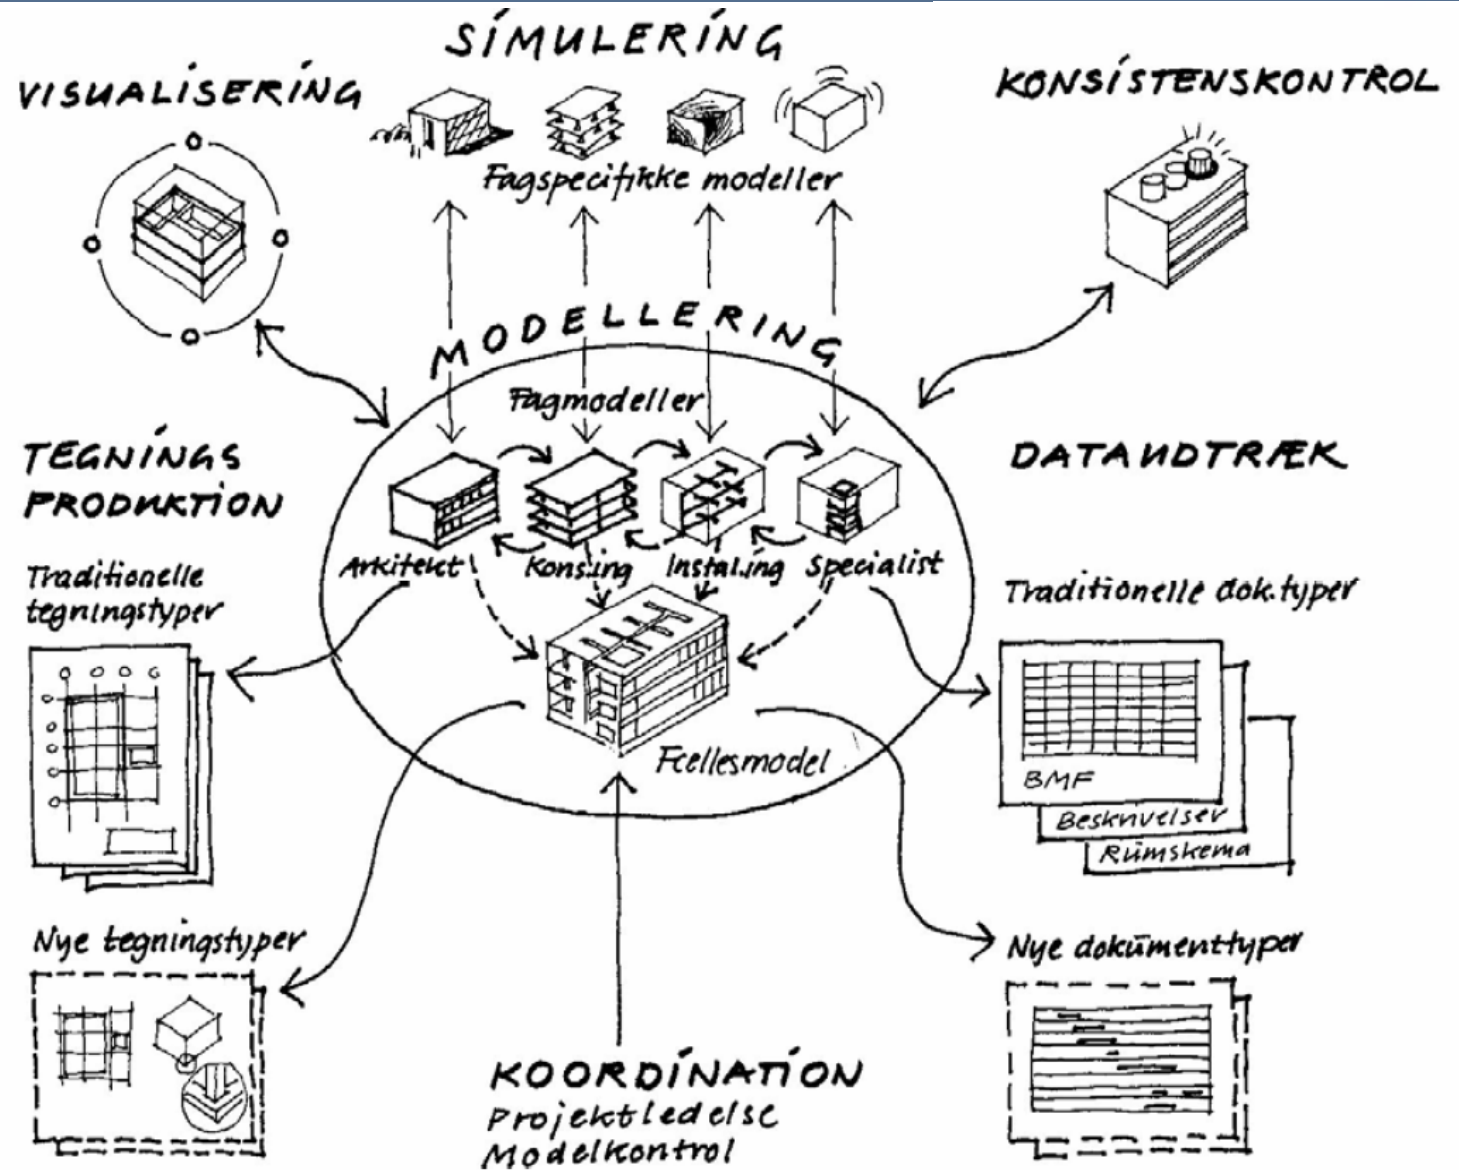 SIMULERING
VISUALISERING
KONSISTENSKONTROL
Fagspecifikke modeller
MODELLERING
Fagmodeller
TEGNINGS
PRODUKTION
DATAUDTRÆK
Arkitekt
Kons.ing
Instal.ing
Specialist
Traditionelle
tegningstyper
Traditionelle dok.typer
Fællesmodel
BMF
Beskrivelser
Rumskema
Nye tegningstyper
Nye dokumenttyper
KOORDINATION
Projektledelse
Modelkontrol